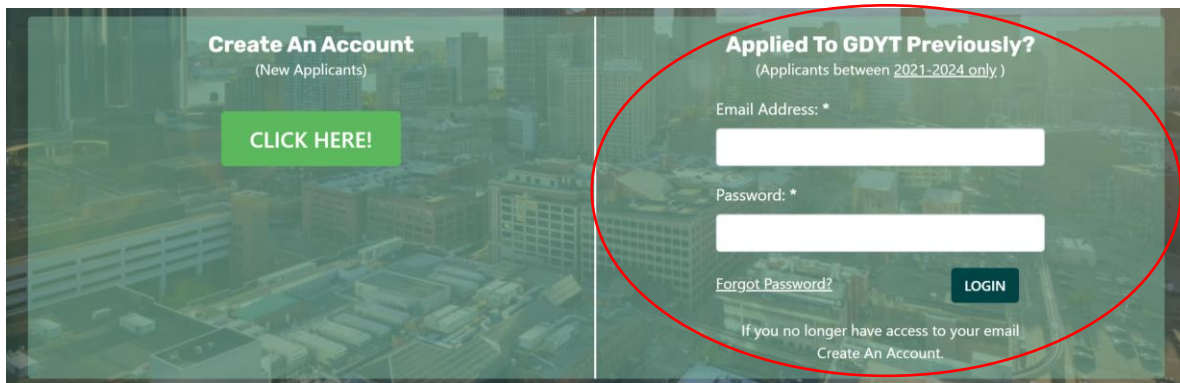 Create An Account
(New Applicants)
CLICK HERE!
Applied To GDYT Previously?
(Applicants between 2021-2024 only )
Email Address: *
Password: *
Forgot Password?
LOGIN
If you no longer have access to your email
Create An Account.